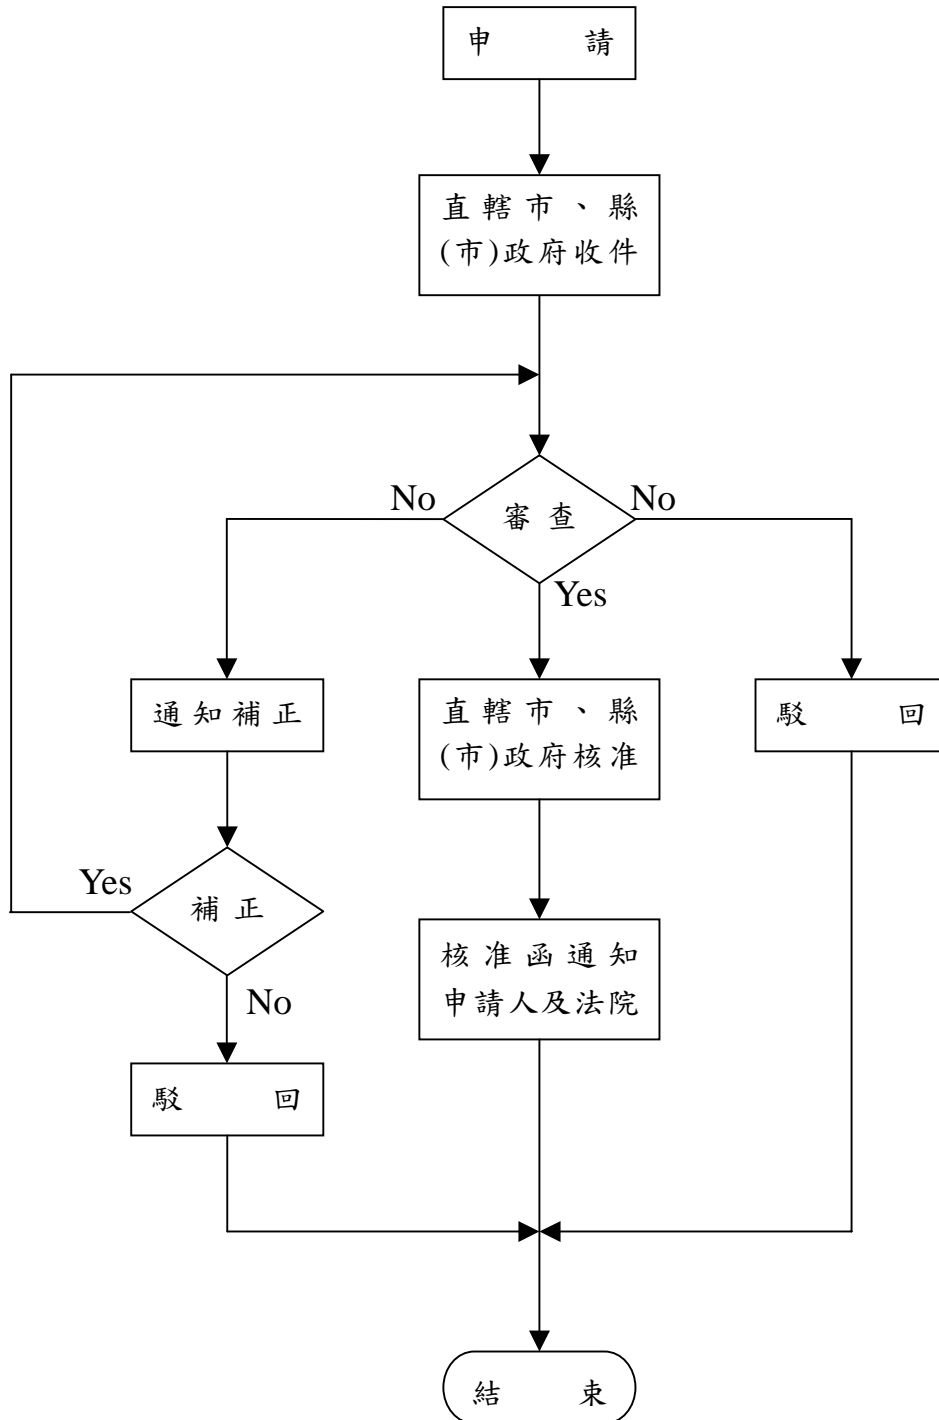 申請
直轄市、縣
(市)政府收件
No
審查
No
Yes
通知補正
直轄市、縣
(市)政府核准
駁回
Yes
補正
核准函通知
申請人及法院
No
駁回
結束